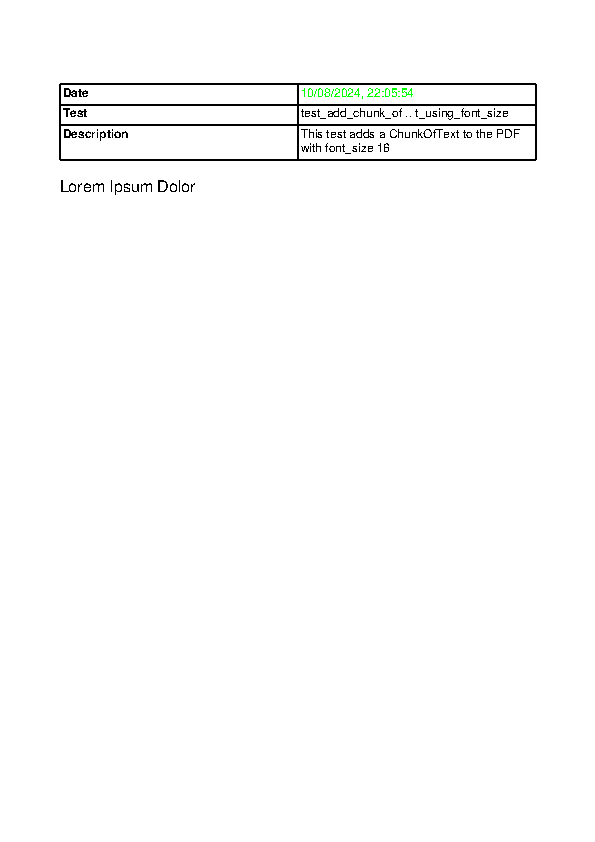 Date 10/08/2024, 22:05:54
Test test_add_chunk_of .. t_using_font_size
Description This test adds a ChunkOfText to the PDF
with font_size 16
Lorem Ipsum Dolor